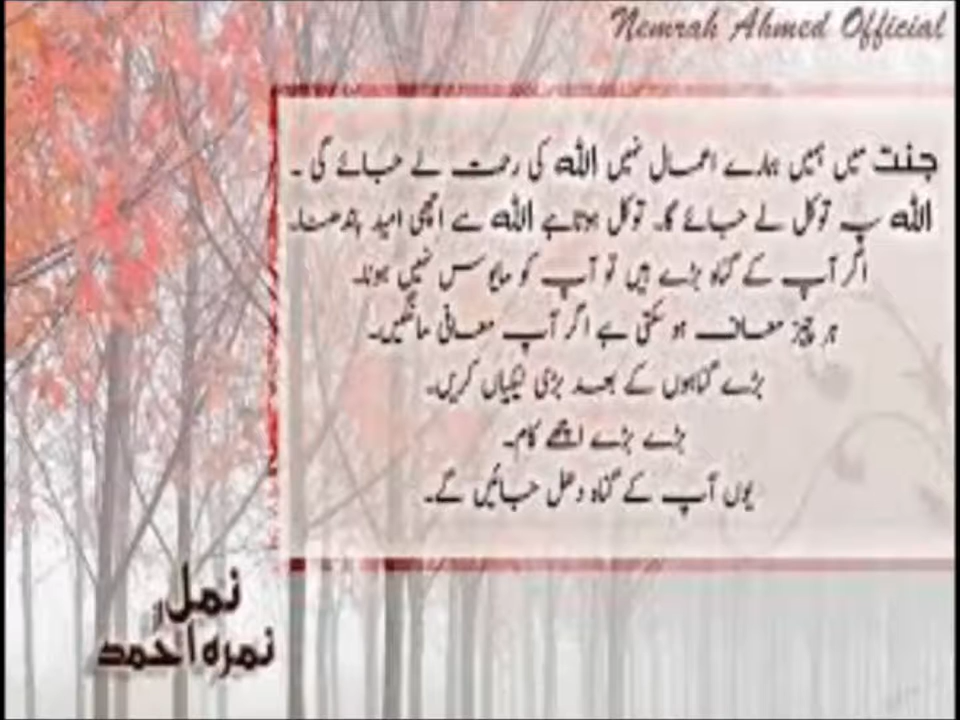 Nemrah Ahmed Official
جنت میں ہمیں ہمارے اعمال نہیں اللہ کی رحمت لے جائے گی ۔
اللہ پہ توکل لے جائے گا۔ توکل ہوتاہے اللہ سے اچھی امید باندھنا۔
اگر آپ کے گناہ بڑے ہیں تو آپ کو مایوس نہیں ہونا۔
ہر چیز معاف ہو سکتی ہے اگر آپ معافی مانگیں۔
بڑے گناہوں کے بعد بڑی نیکیاں کریں۔
بڑے بڑے اچھے کام۔
یوں آپ کے گناہ دھل جائیں گے۔
نمل از
نمرہ احمد